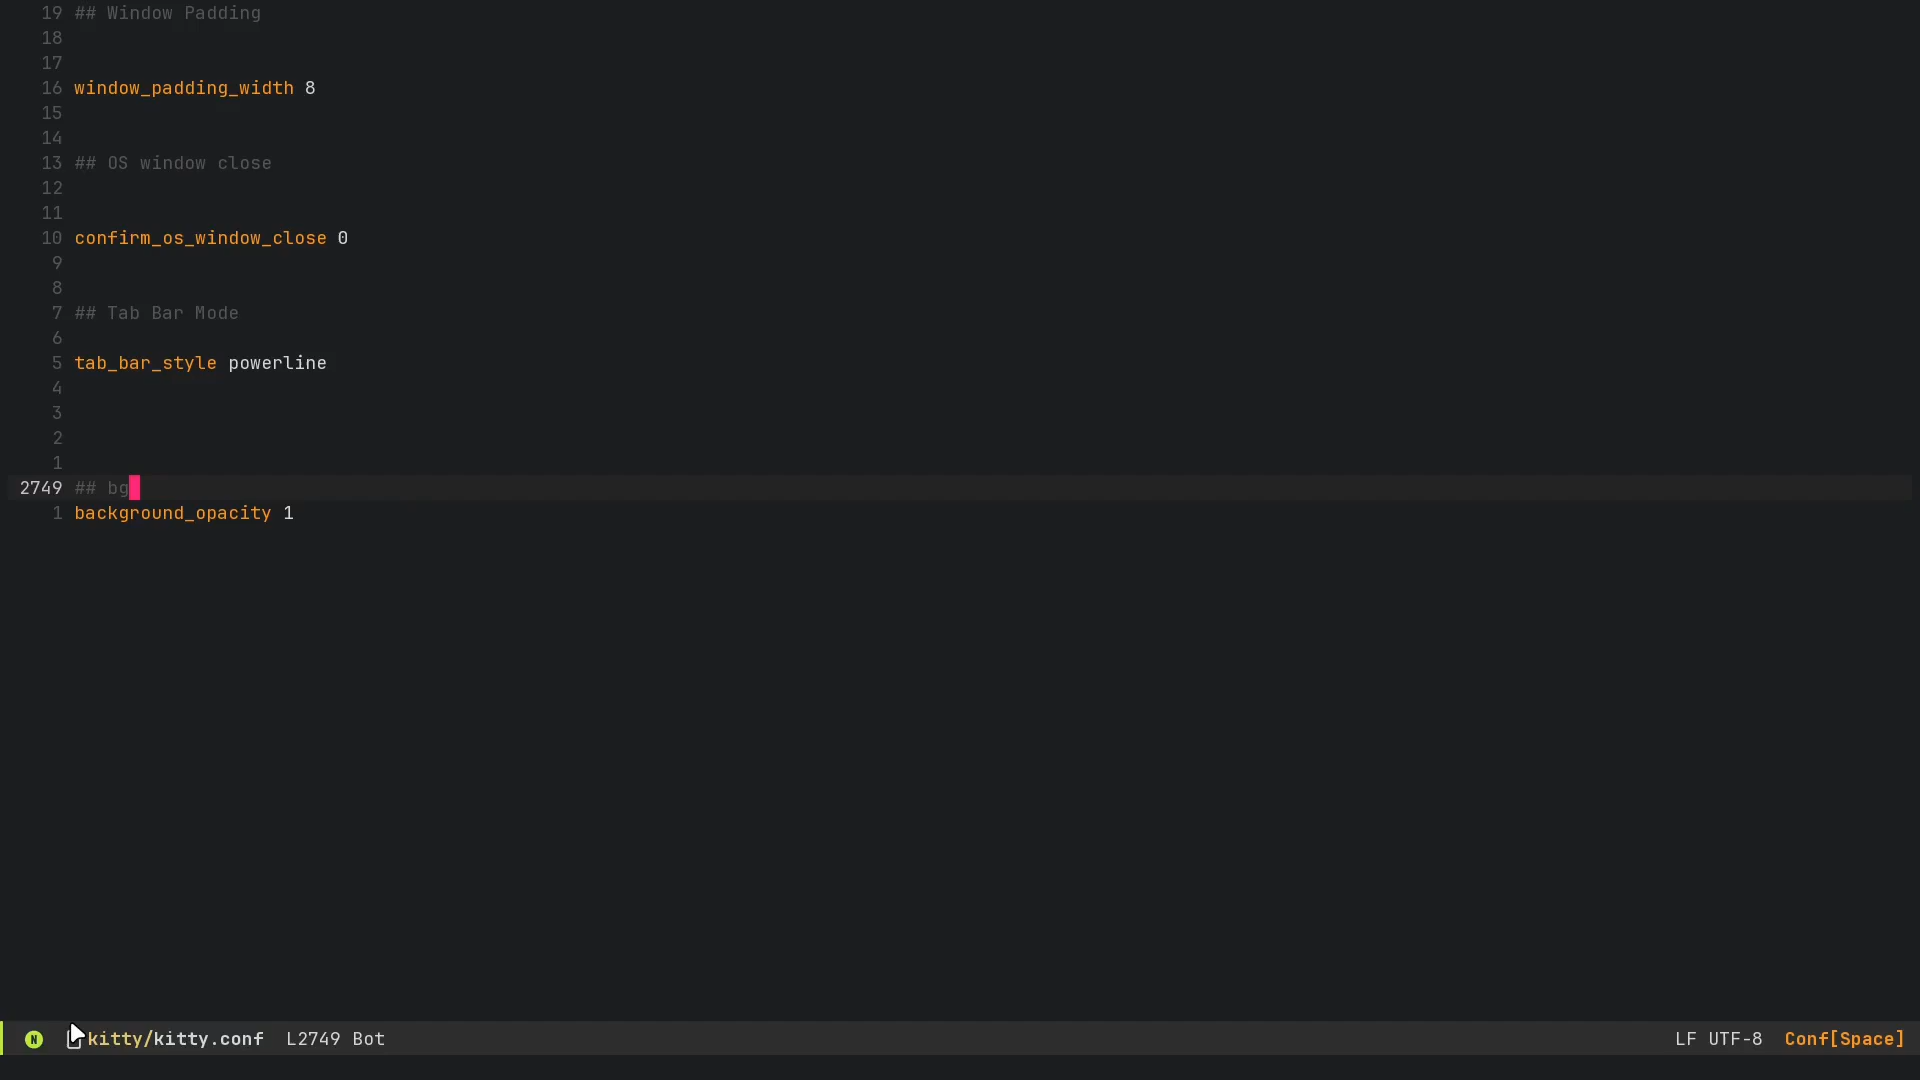 19 ## Window Padding
18
17
16 window_padding_width 8
15
14
13 ## OS window close
12
11
10 confirm_os_window_close 0
9
8
7 ## Tab Bar Mode
6
5 tab_bar_style powerline
4
3
2
1
2749 ## bg
1 background_opacity 1
N kitty/kitty.conf L2749 Bot LF UTF-8 Conf[Space]